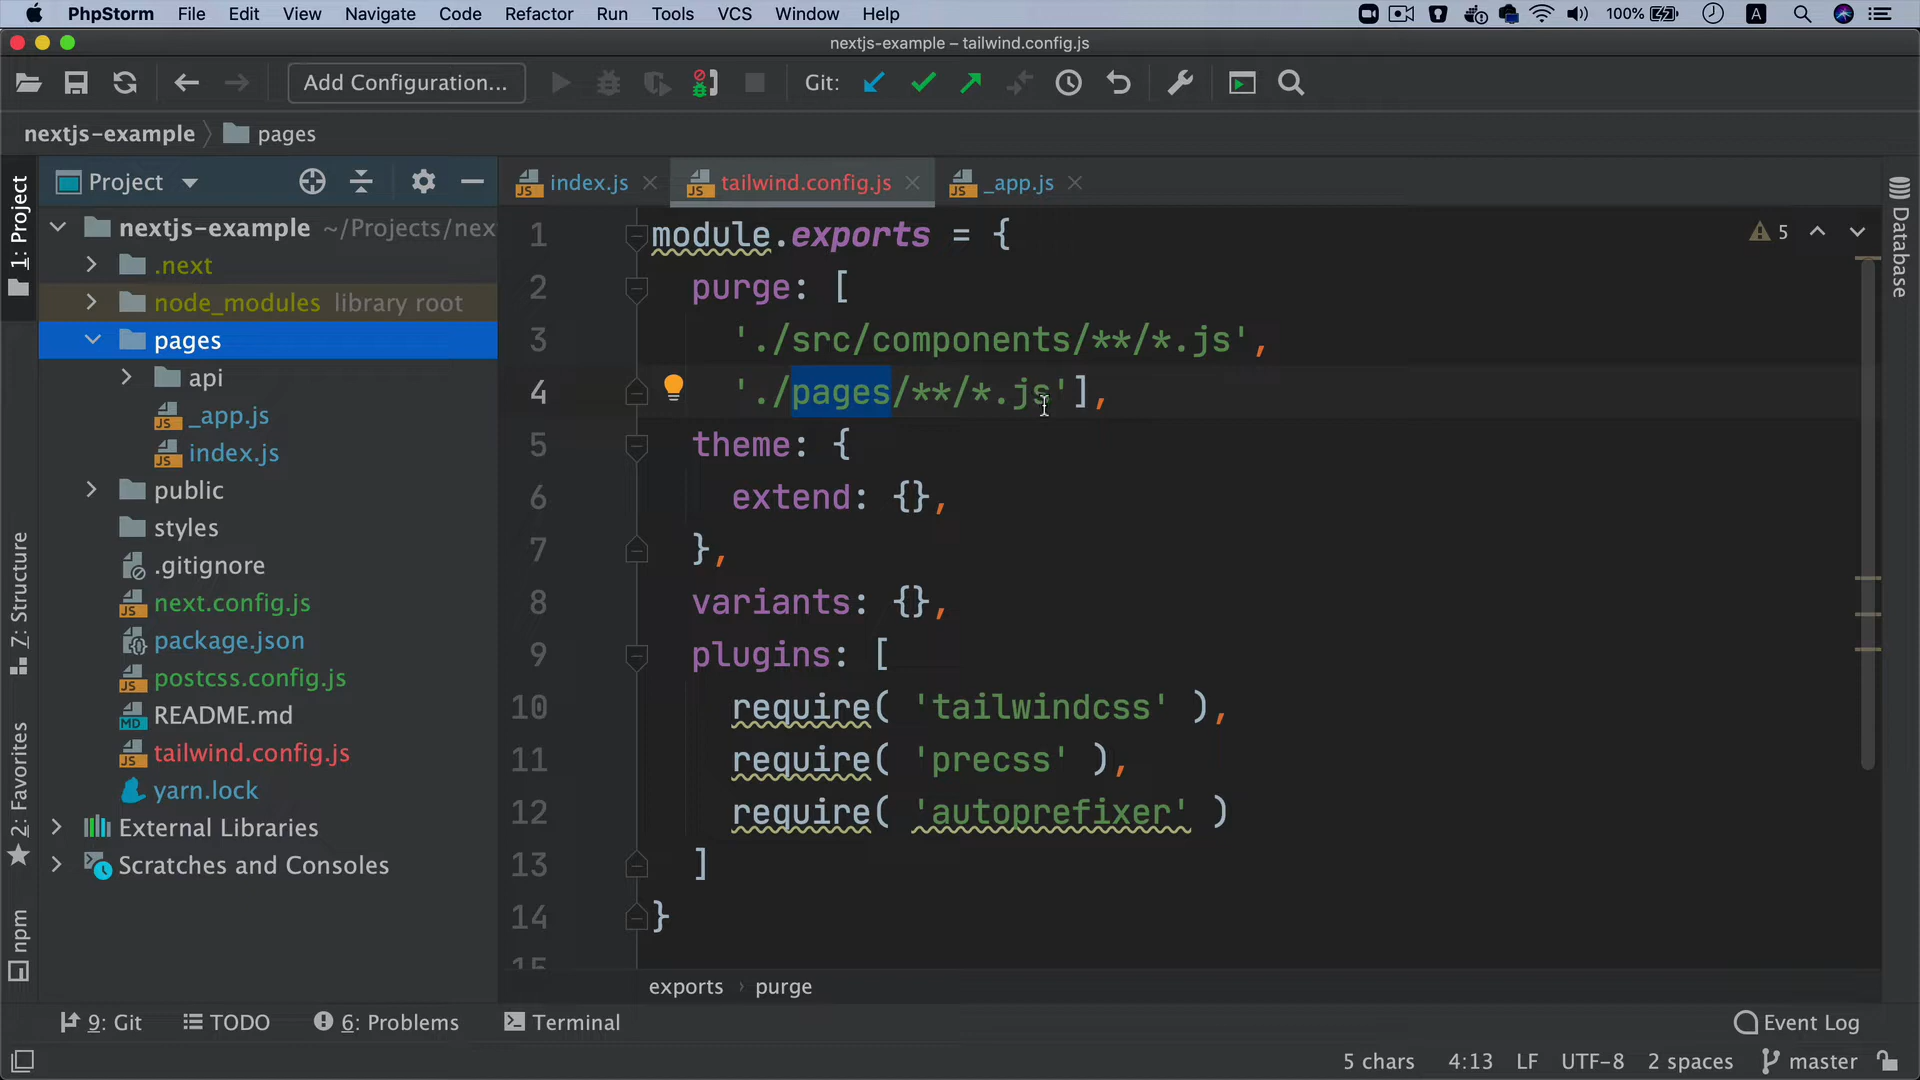 PhpStorm File Edit View Navigate Code Refactor Run Tools VCS Window Help 100% A
nextjs-example – tailwind.config.js
Add Configuration... Git:
nextjs-example pages
1: Project
Project
index.js tailwind.config.js _app.js
Database
nextjs-example ~/Projects/nex
.next
node_modules library root
pages
api
_app.js
index.js
public
styles
.gitignore
next.config.js
package.json
postcss.config.js
README.md
tailwind.config.js
yarn.lock
External Libraries
Scratches and Consoles
7: Structure
2: Favorites
npm
5
1 module.exports = {
2 purge: [
3 './src/components/**/*.js',
4 './pages/**/*.js'],
5 theme: {
6 extend: {},
7 },
8 variants: {},
9 plugins: [
10 require( 'tailwindcss' ),
11 require( 'precss' ),
12 require( 'autoprefixer' )
13 ]
14 }
15
exports › purge
9: Git TODO 6: Problems Terminal Event Log
5 chars 4:13 LF UTF-8 2 spaces master